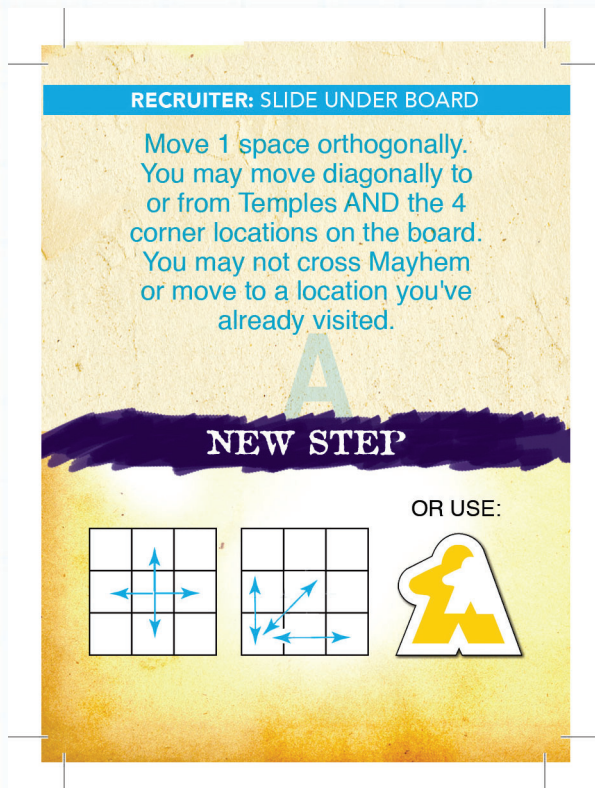 RECRUITER: SLIDE UNDER BOARD
Move 1 space orthogonally.
You may move diagonally to
or from Temples AND the 4
corner locations on the board.
You may not cross Mayhem
or move to a location you've
already visited.
A
NEW STEP
OR USE: